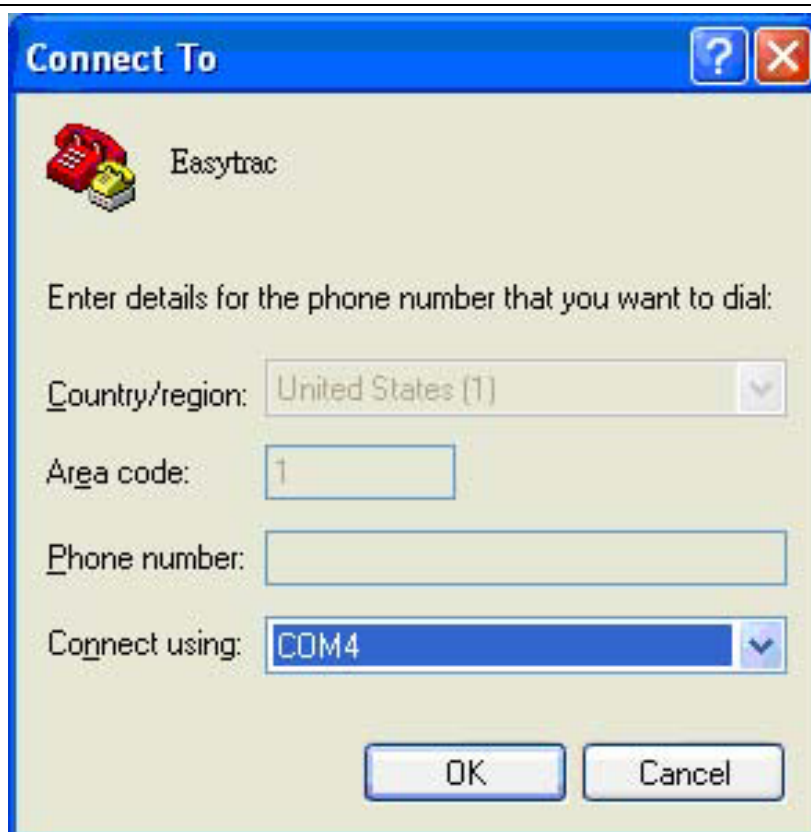 Connect To
Easytrac
Enter details for the phone number that you want to dial:
Country/region: United States (1)
Area code: 1
Phone number:
Connect using: COM4
OK Cancel